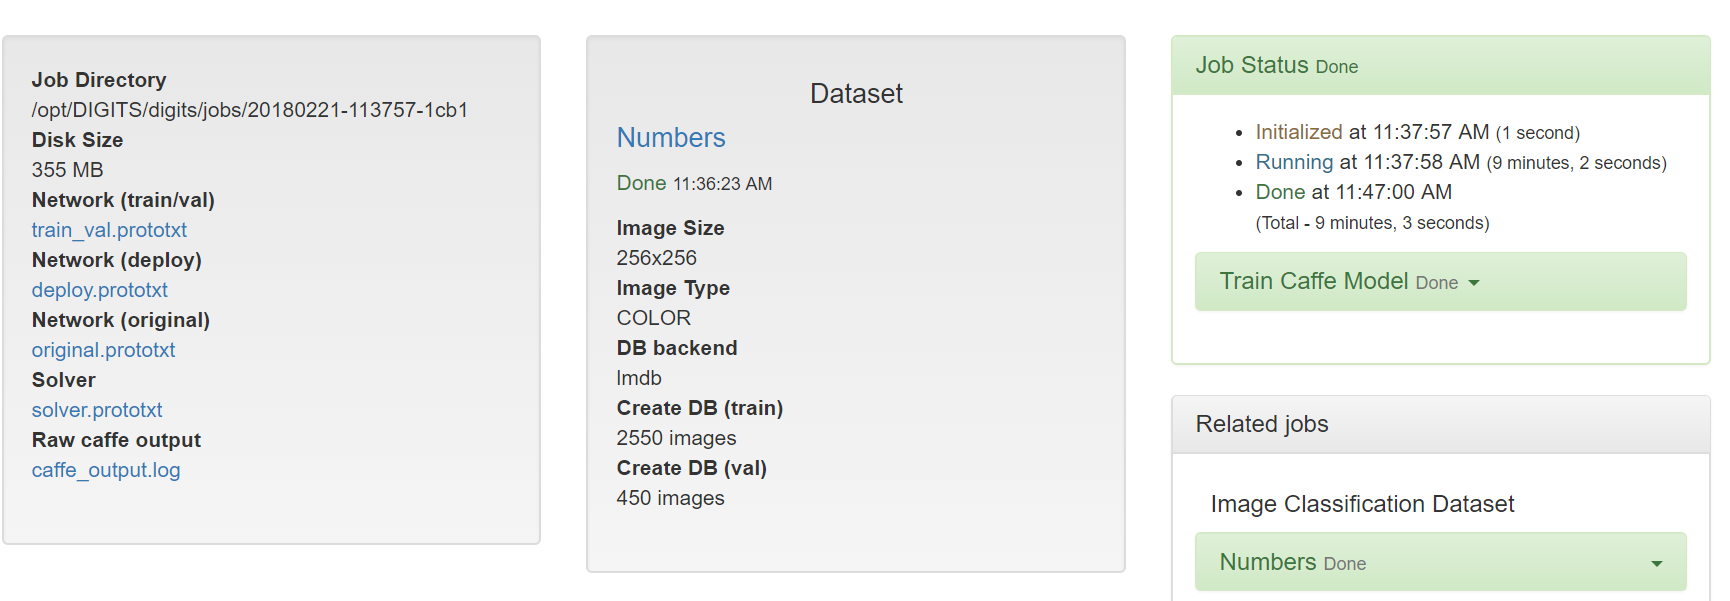 Job Directory
/opt/DIGITS/digits/jobs/20180221-113757-1cb1
Disk Size
355 MB
Network (train/val)
train_val.prototxt
Network (deploy)
deploy.prototxt
Network (original)
original.prototxt
Solver
solver.prototxt
Raw caffe output
caffe_output.log
Dataset
Numbers
Done 11:36:23 AM
Image Size
256x256
Image Type
COLOR
DB backend
lmdb
Create DB (train)
2550 images
Create DB (val)
450 images
Job Status Done
Initialized at 11:37:57 AM (1 second)
Running at 11:37:58 AM (9 minutes, 2 seconds)
Done at 11:47:00 AM
(Total - 9 minutes, 3 seconds)
Train Caffe Model Done
Related jobs
Image Classification Dataset
Numbers Done